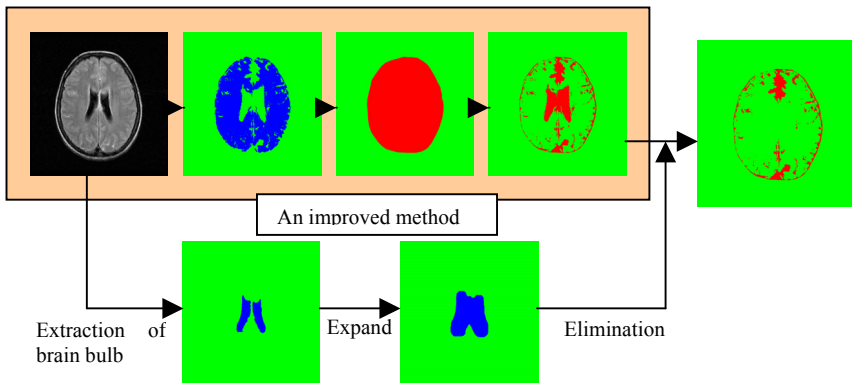 An improved method
Extraction of
brain bulb
Expand
Elimination